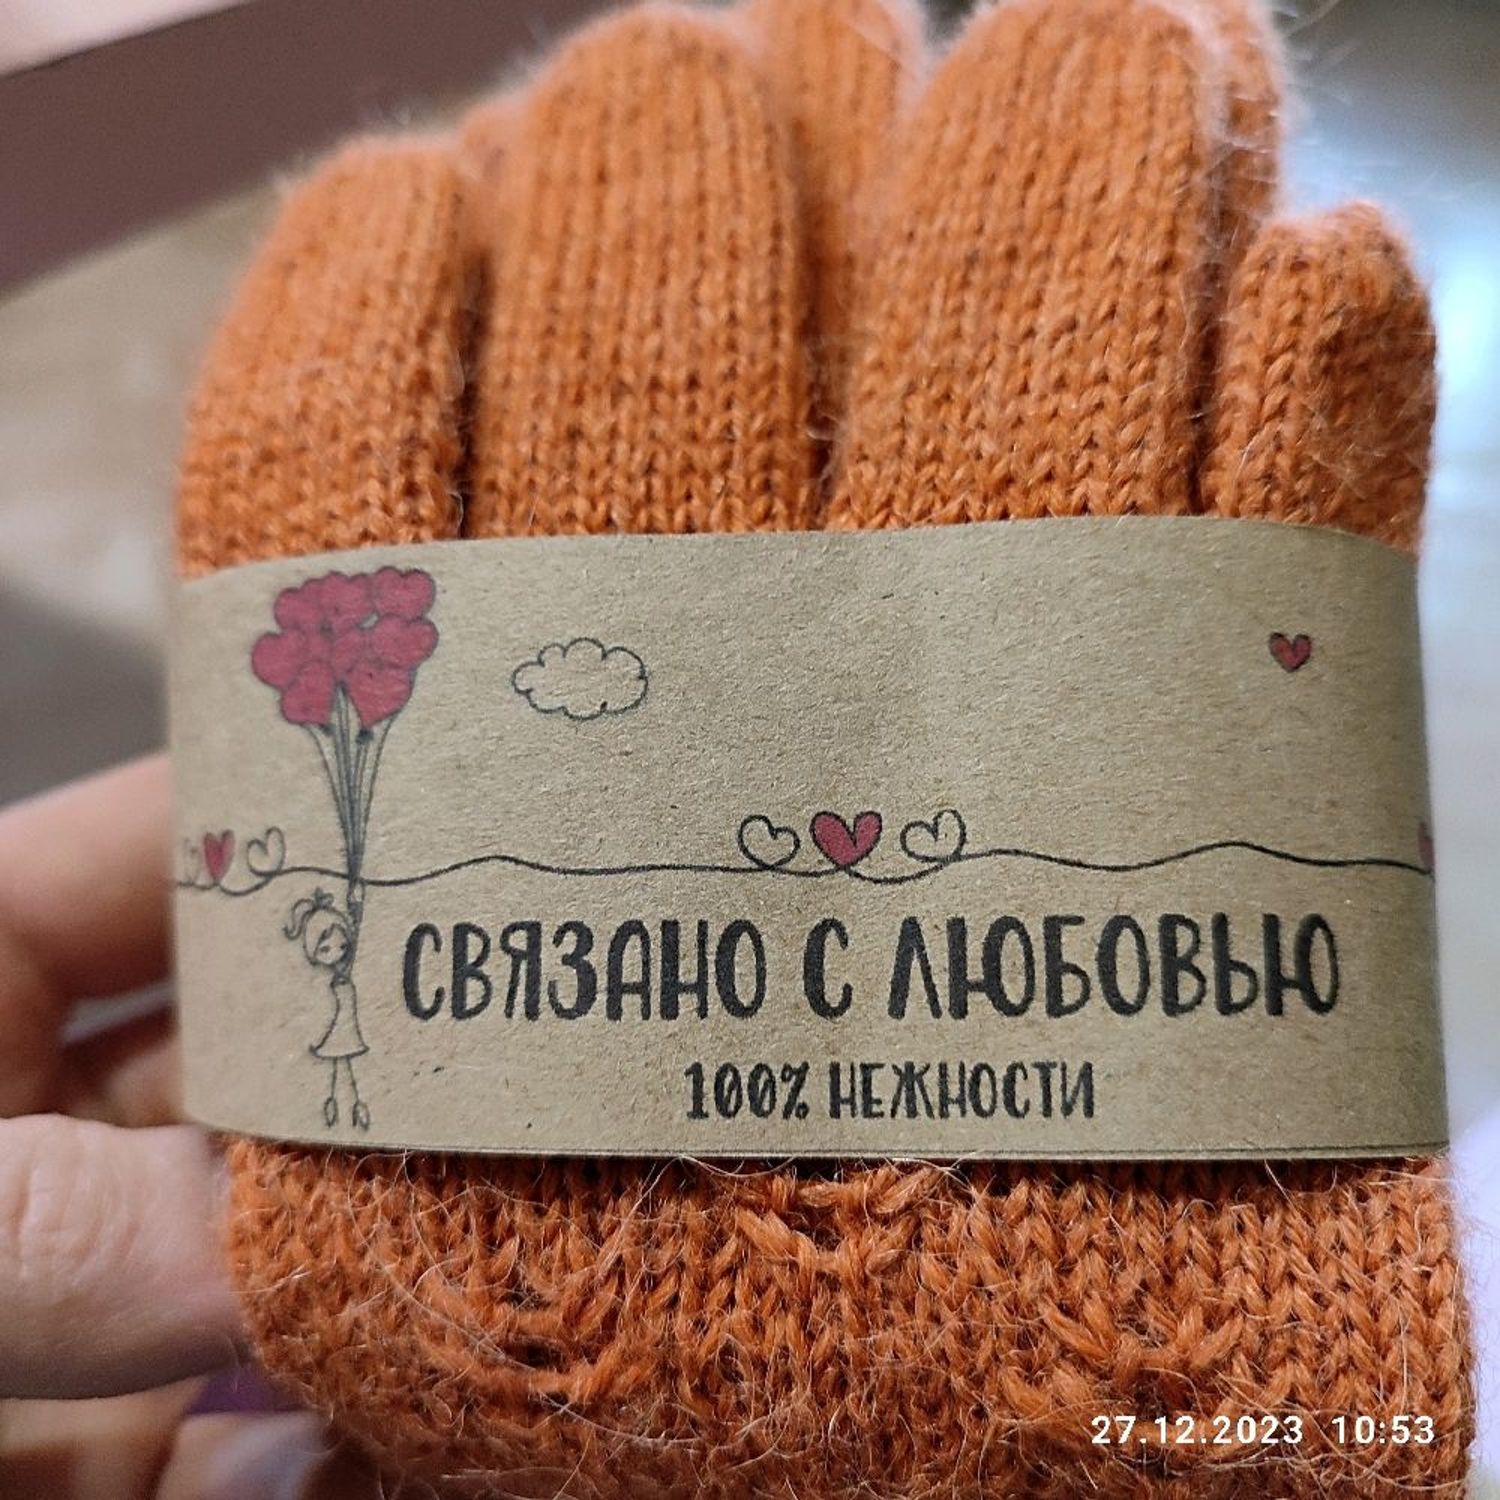 СВЯЗАНО С ЛЮБОВЬЮ
100% НЕЖНОСТИ
27.12.2023 10:53